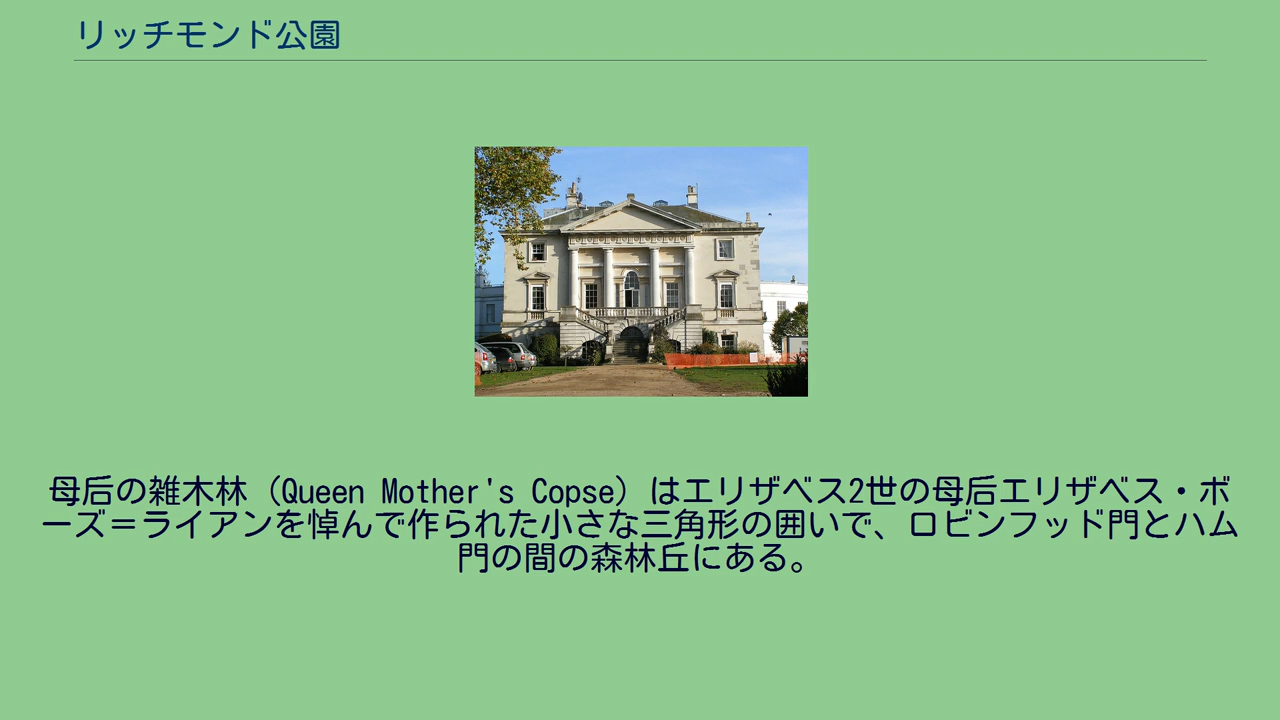 リッチモンド公園
母后の雑木林（Queen Mother's Copse）はエリザベス2世の母后エリザベス・ボ
ーズ＝ライアンを悼んで作られた小さな三角形の囲いで、ロビンフッド門とハム
門の間の森林丘にある。